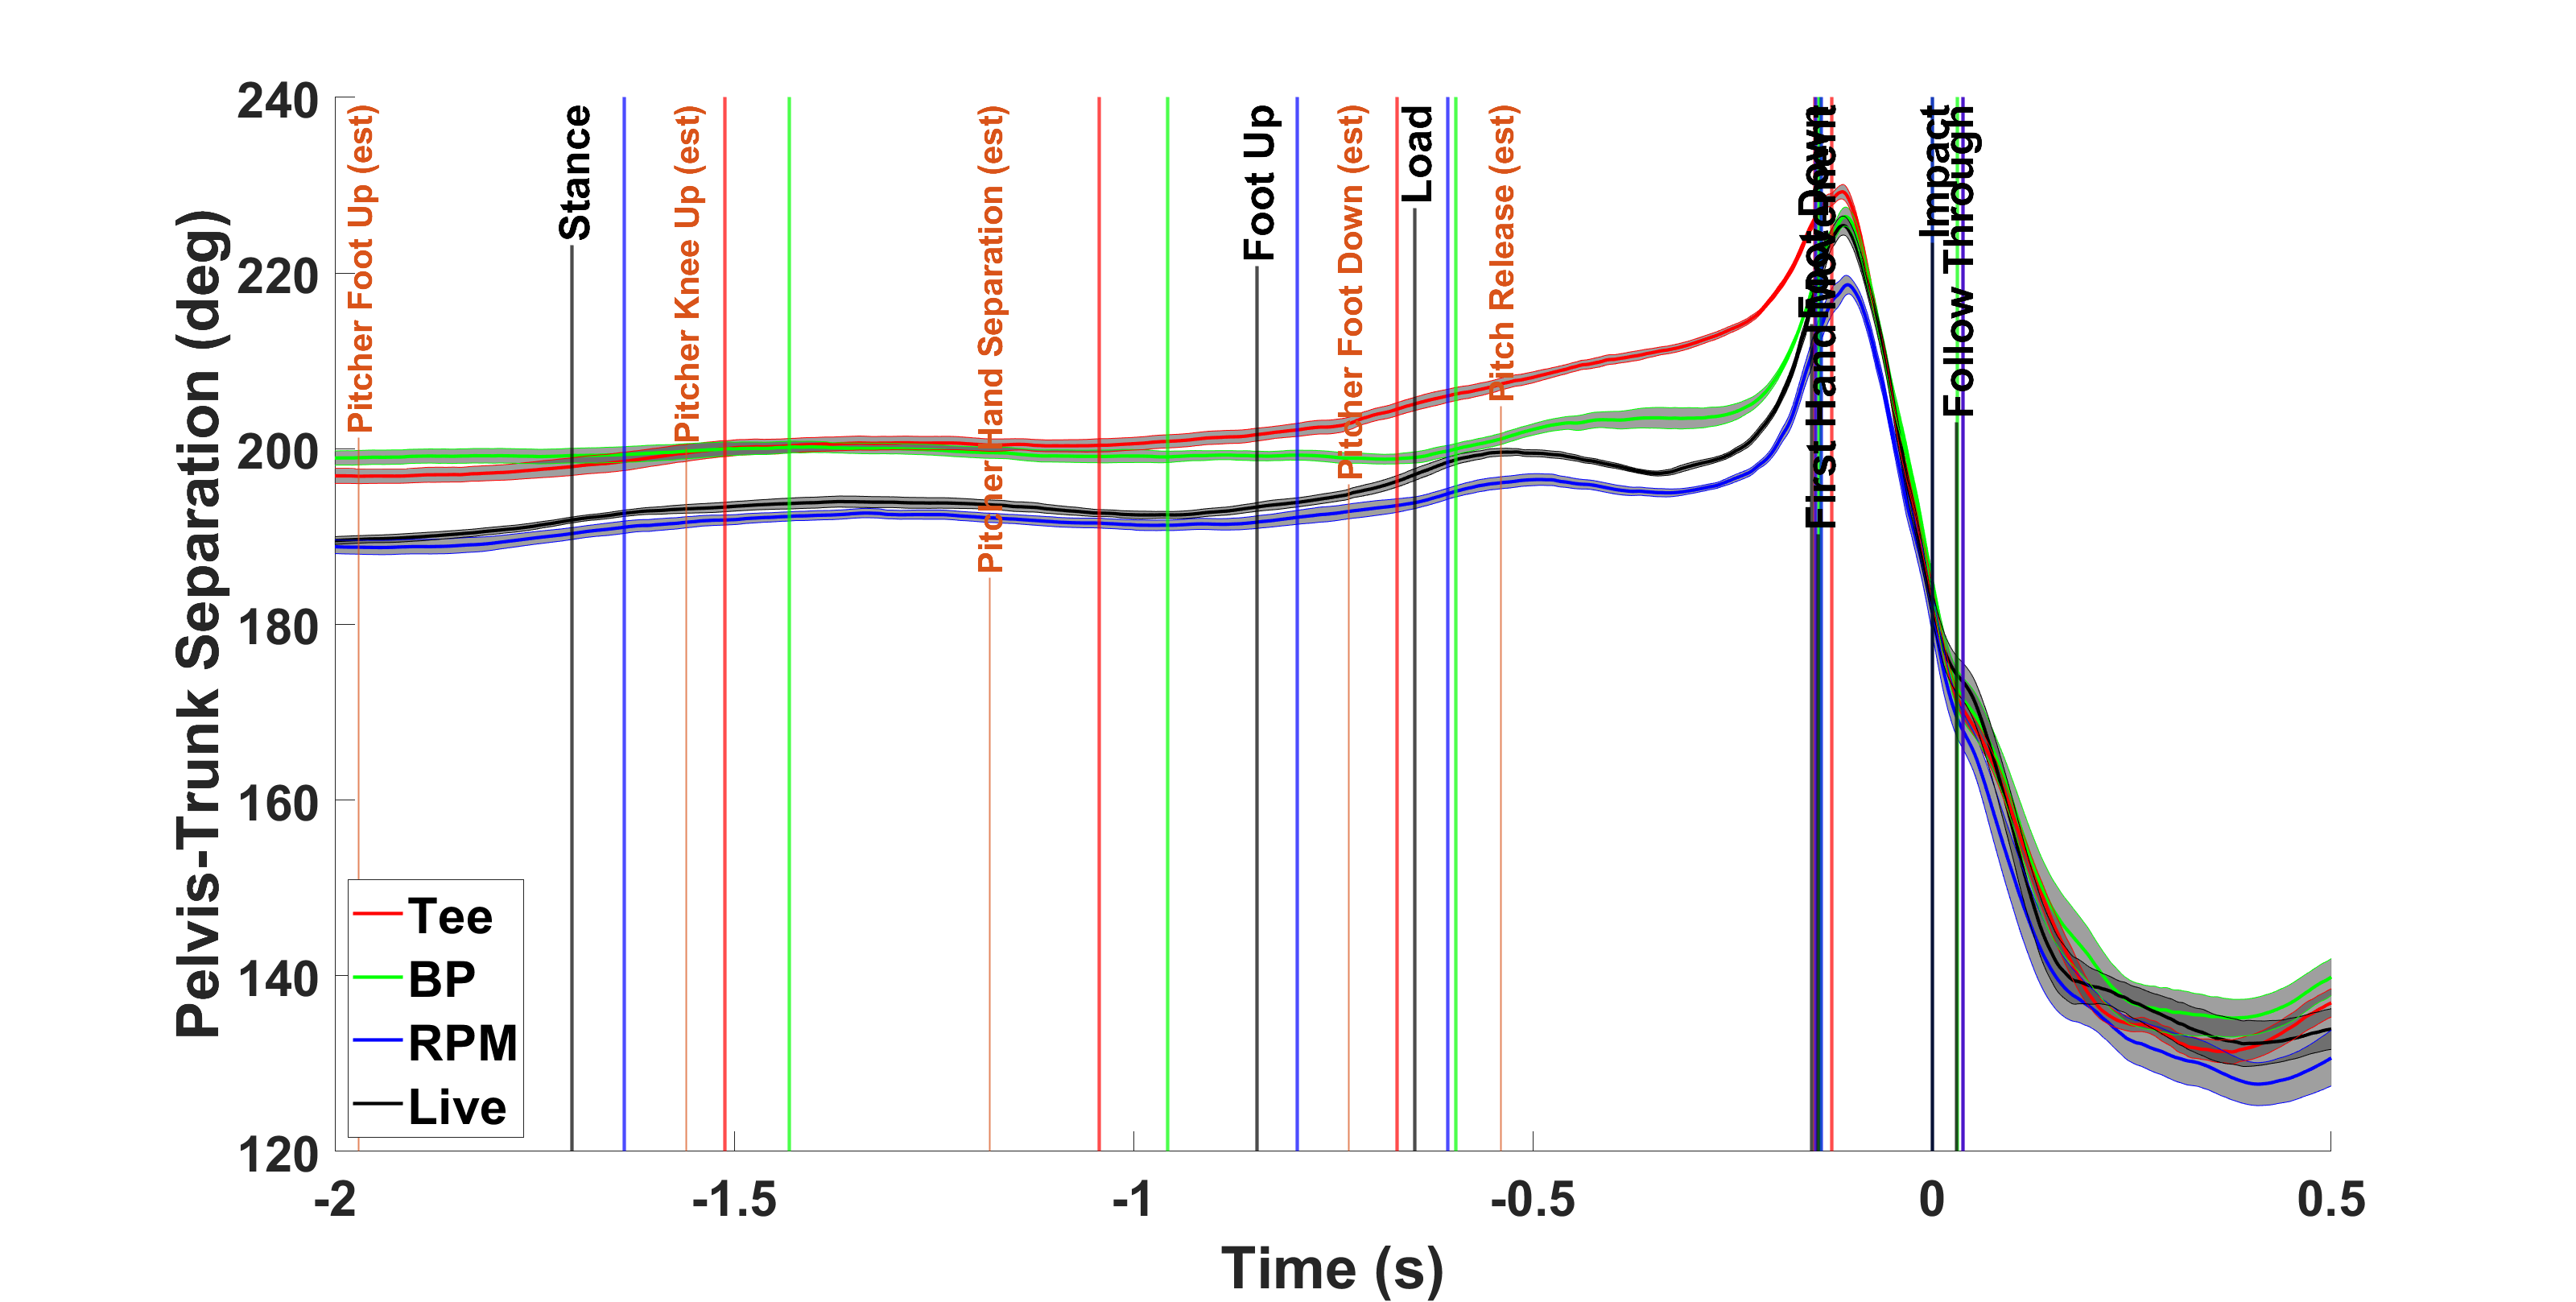 240
220
200
180
160
140
120
Pelvis-Trunk Separation (deg)
Pitcher Foot Up (est)
Stance
Pitcher Knee Up (est)
Pitcher Hand Separation (est)
Foot Up
Pitcher Foot Down (est)
Load
Pitch Release (est)
Foot Down
First Hand Movement
Impact
Follow Through
Tee
BP
RPM
Live
-2
-1.5
-1
-0.5
0
0.5
Time (s)